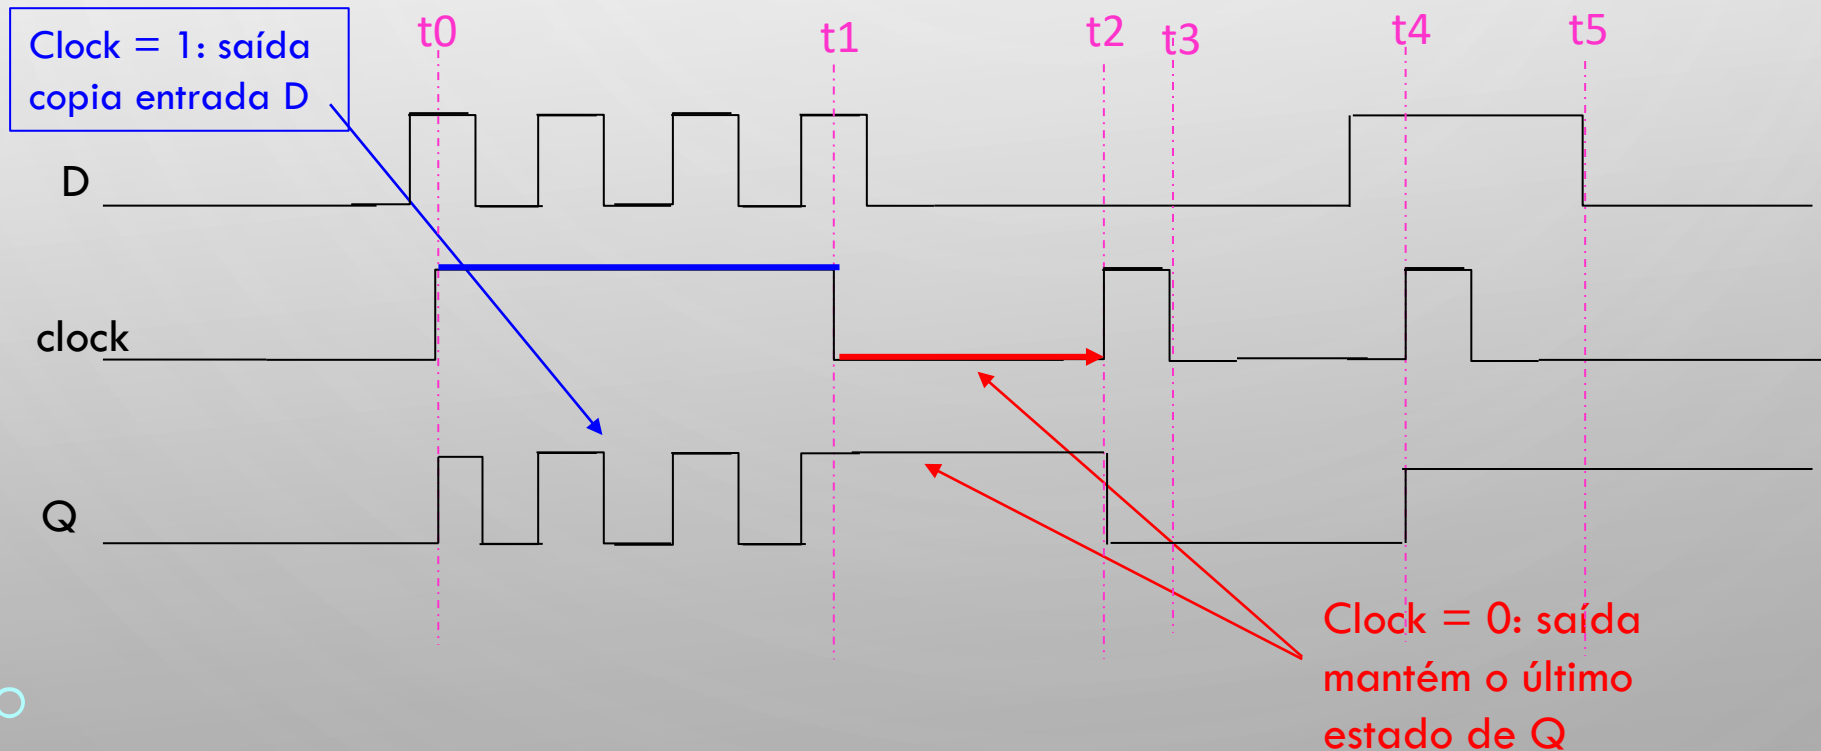 Clock = 1: saída
copia entrada D
t0
t1
t2
t3
t4
t5
D
clock
Q
Clock = 0: saída
mantém o último
estado de Q